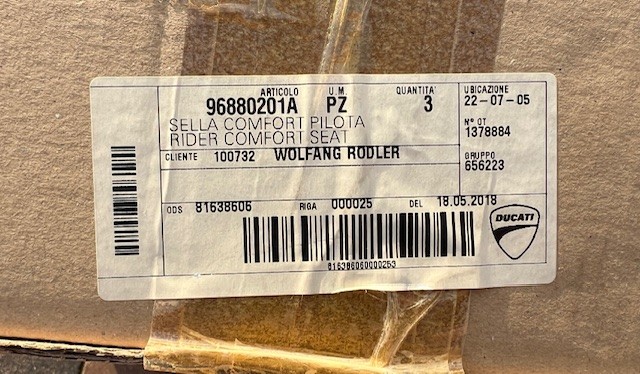 ARTICOLO U.M. QUANTITA' UBICAZIONE
96880201A PZ 3 22-07-05
SELLA COMFORT PILOTA
RIDER COMFORT SEAT
N° OT
1378884
CLIENTE 100732 WOLFANG RODLER
GRUPPO
656223
ODS 81638606 RIGA 000025 DEL 18.05.2018
DUCATI
816386060000253